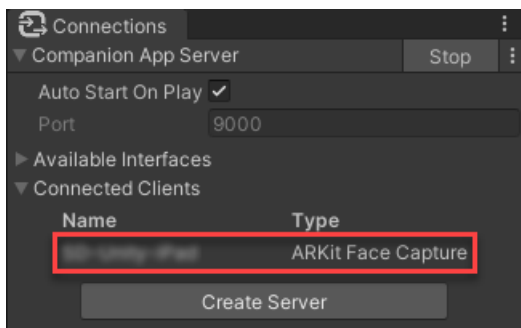 Connections
Companion App Server Stop
Auto Start On Play
Port 9000
Available Interfaces
Connected Clients
Name Type
ARKit Face Capture
Create Server